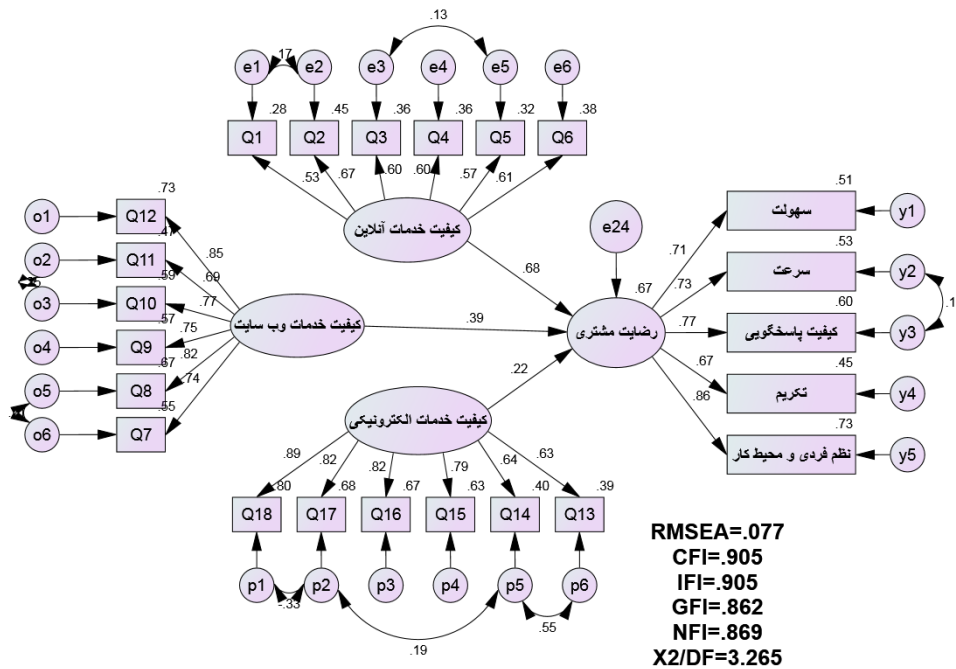 .13
.17
e1 e2 e3 e4 e5 e6
.28 .45 .36 .36 .32 .38
Q1 Q2 Q3 Q4 Q5 Q6
.53 .67 .60 .60 .57 .61
کیفیت خدمات آنلاین
.73
o1 Q12
.47
o2 Q11
.59
o3 Q10
.57
o4 Q9
.67
o5 Q8
.55
o6 Q7
.85
.69
.77
.75
.82
.74
کیفیت خدمات وب سایت
.68
.39
.22
e24
.67
رضایت مشتری
.71
.73
.77
.67
.86
.51
سهولت y1
.53
سرعت y2
.60
کیفیت پاسخگویی y3
.1
.45
تکریم y4
.73
نظم فردی و محیط کار y5
کیفیت خدمات الکترونیکی
.89 .82 .82 .79 .64 .63
.80 .68 .67 .63 .40 .39
Q18 Q17 Q16 Q15 Q14 Q13
p1 p2 p3 p4 p5 p6
-.33
.55
.19
RMSEA=.077
CFI=.905
IFI=.905
GFI=.862
NFI=.869
X2/DF=3.265